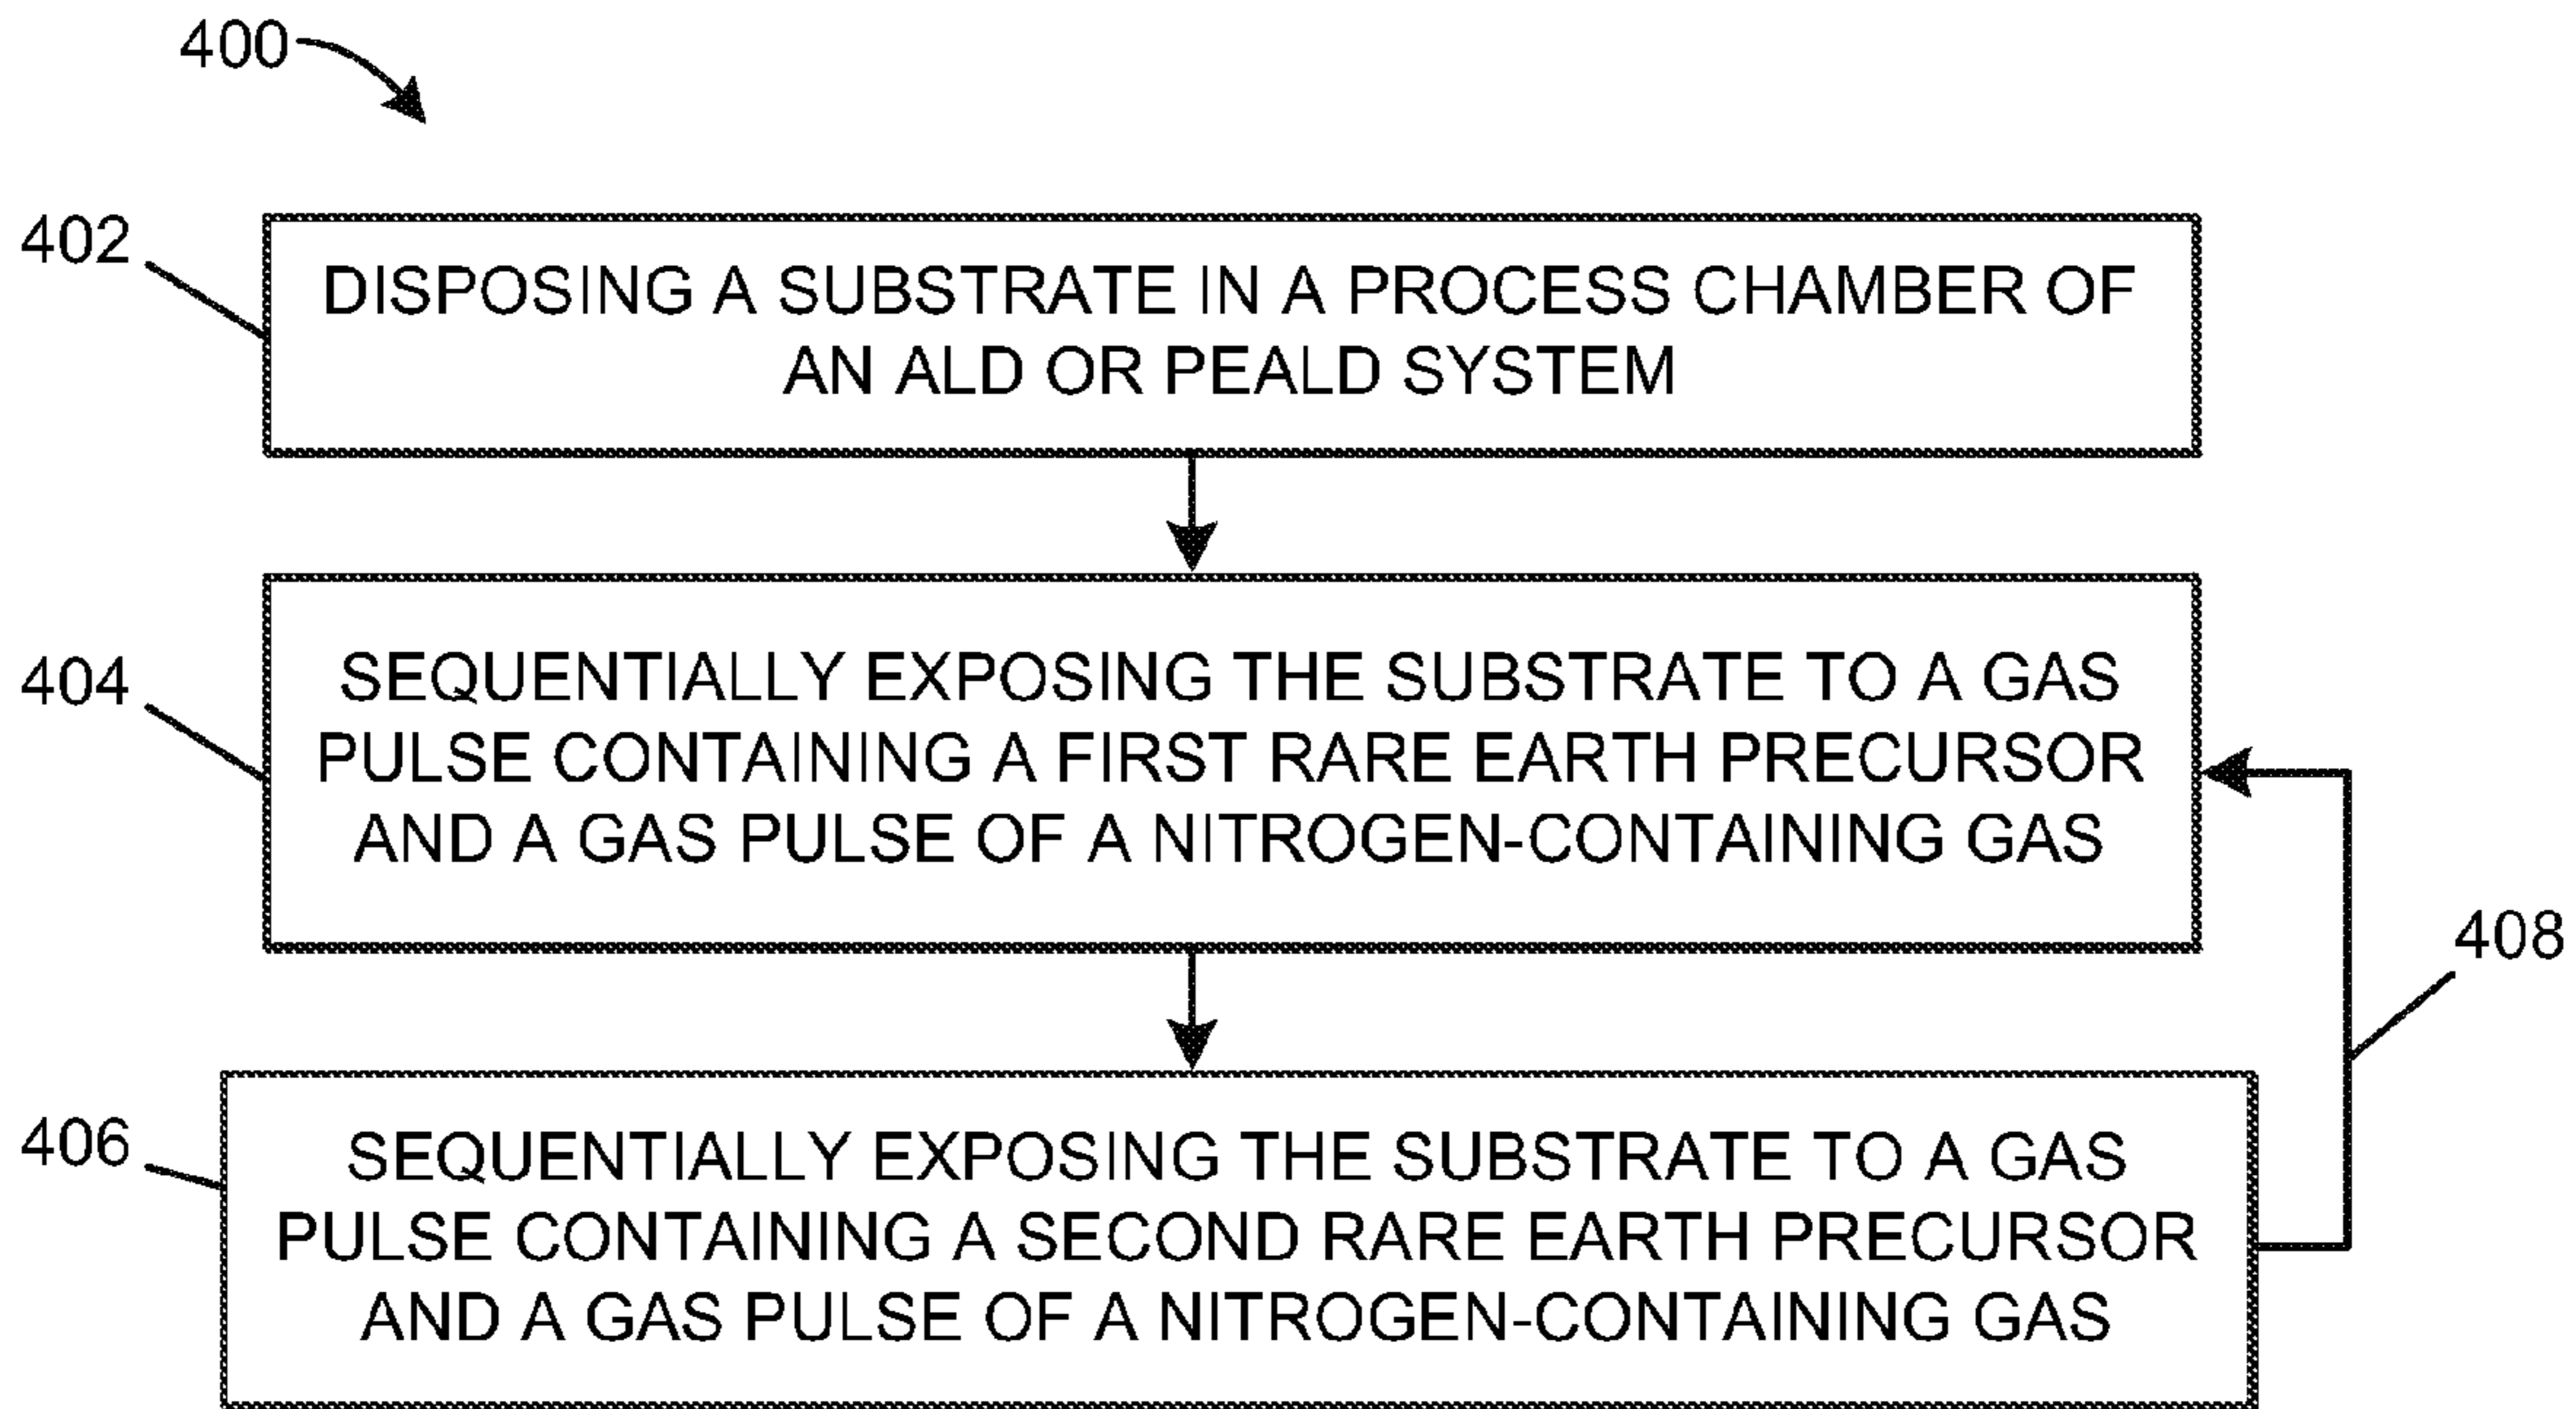 400
402
DISPOSING A SUBSTRATE IN A PROCESS CHAMBER OF
AN ALD OR PEALD SYSTEM
404
SEQUENTIALLY EXPOSING THE SUBSTRATE TO A GAS
PULSE CONTAINING A FIRST RARE EARTH PRECURSOR
AND A GAS PULSE OF A NITROGEN-CONTAINING GAS
408
406
SEQUENTIALLY EXPOSING THE SUBSTRATE TO A GAS
PULSE CONTAINING A SECOND RARE EARTH PRECURSOR
AND A GAS PULSE OF A NITROGEN-CONTAINING GAS